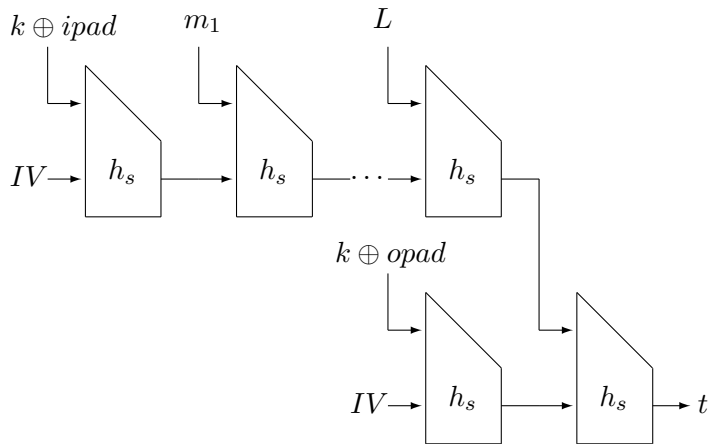 k ⊕ ipad m₁ L
IV h_s h_s ... h_s
k ⊕ opad
IV h_s h_s t